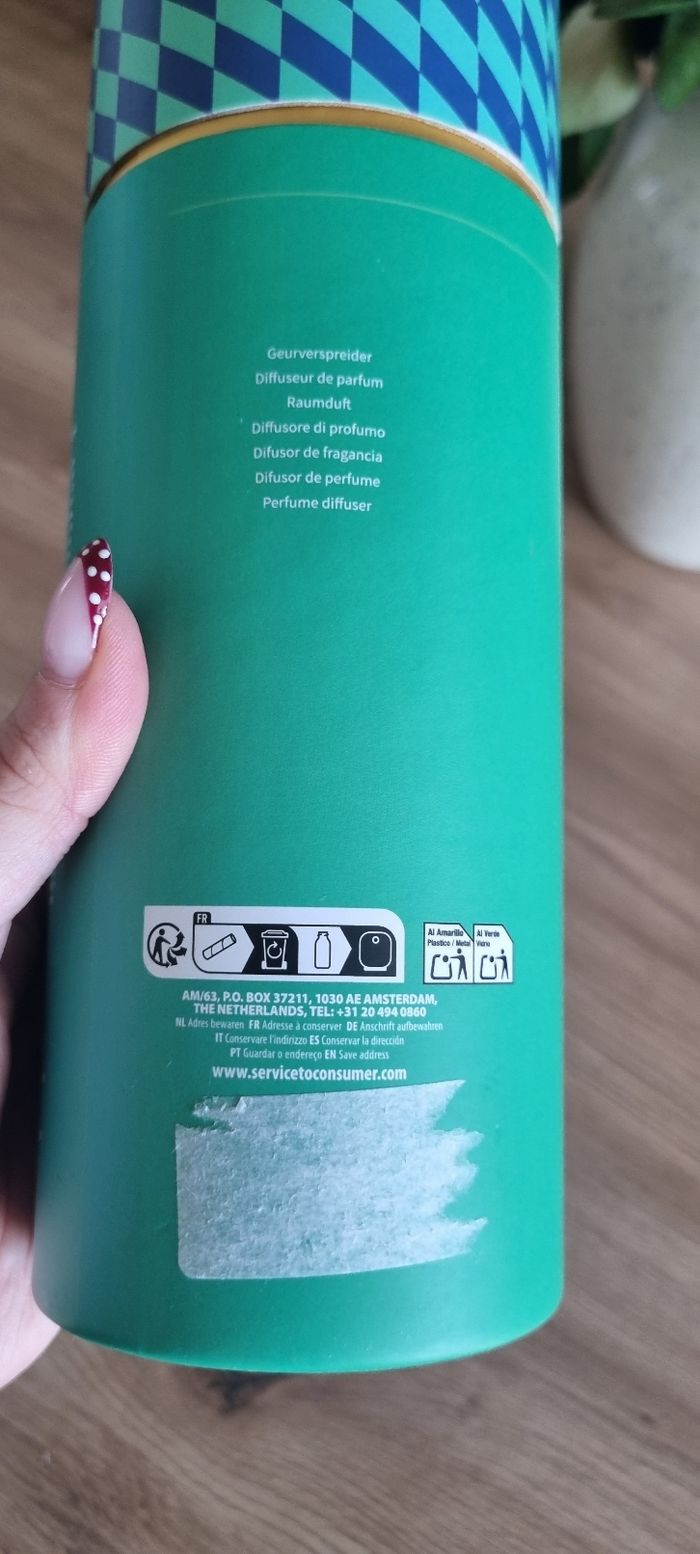 Geurverspreider
Diffuseur de parfum
Raumduft
Diffusore di profumo
Difusor de fragancia
Difusor de perfume
Perfume diffuser
FR
Al Amarillo
Plastico / Metal
Al Verde
Vidrio
AM/63, P.O. BOX 37211, 1030 AE AMSTERDAM,
THE NETHERLANDS, TEL: +31 20 494 0860
NL Adres bewaren FR Adresse à conserver DE Anschrift aufbewahren
IT Conservare l'indirizzo ES Conservar la dirección
PT Guardar o endereço EN Save address
www.servicetoconsumer.com